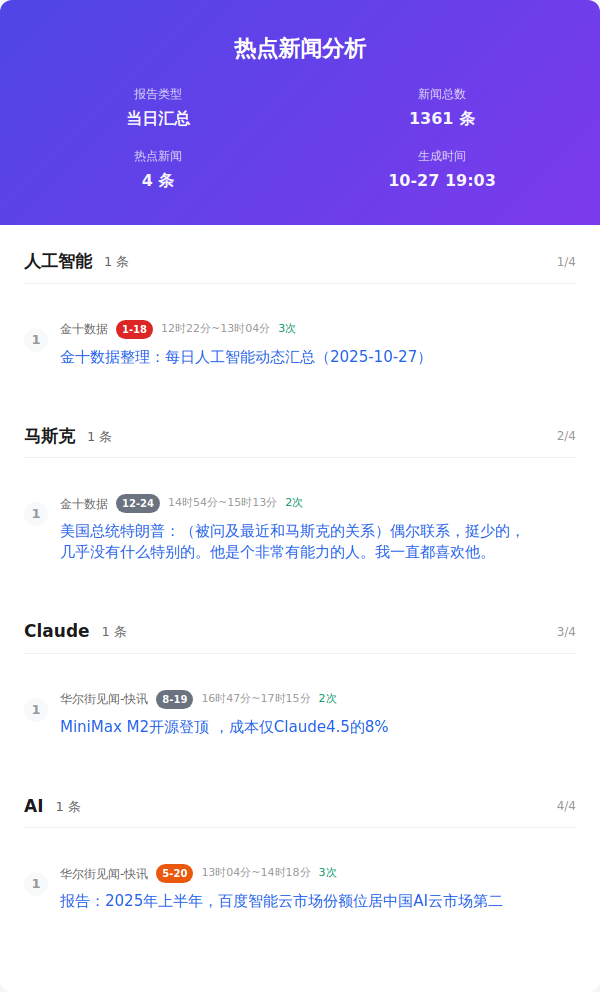 热点新闻分析
报告类型
当日汇总
新闻总数
1361 条
热点新闻
4 条
生成时间
10-27 19:03
人工智能 1 条 1/4
金十数据 1-18 12时22分~13时04分 3次
1 金十数据整理：每日人工智能动态汇总（2025-10-27）
马斯克 1 条 2/4
金十数据 12-24 14时54分~15时13分 2次
1 美国总统特朗普：（被问及最近和马斯克的关系）偶尔联系，挺少的，
几乎没有什么特别的。他是个非常有能力的人。我一直都喜欢他。
Claude 1 条 3/4
华尔街见闻-快讯 8-19 16时47分~17时15分 2次
1 MiniMax M2开源登顶 ，成本仅Claude4.5的8%
AI 1 条 4/4
华尔街见闻-快讯 5-20 13时04分~14时18分 3次
1 报告：2025年上半年，百度智能云市场份额位居中国AI云市场第二